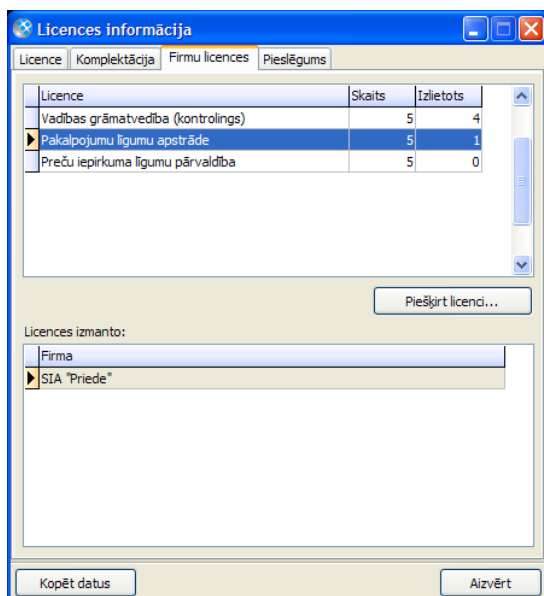 Licences informācija
Licence Komplektācija Firmu licences Pieslēgums
Licence Skaits Izlietots
Vadības grāmatvedība (kontrolings) 5 4
Pakalpojumu līgumu apstrāde 5 1
Preču iepirkuma līgumu pārvaldība 5 0
Piešķirt licenci...
Licences izmanto:
Firma
SIA "Priede"
Kopēt datus Aizvērt